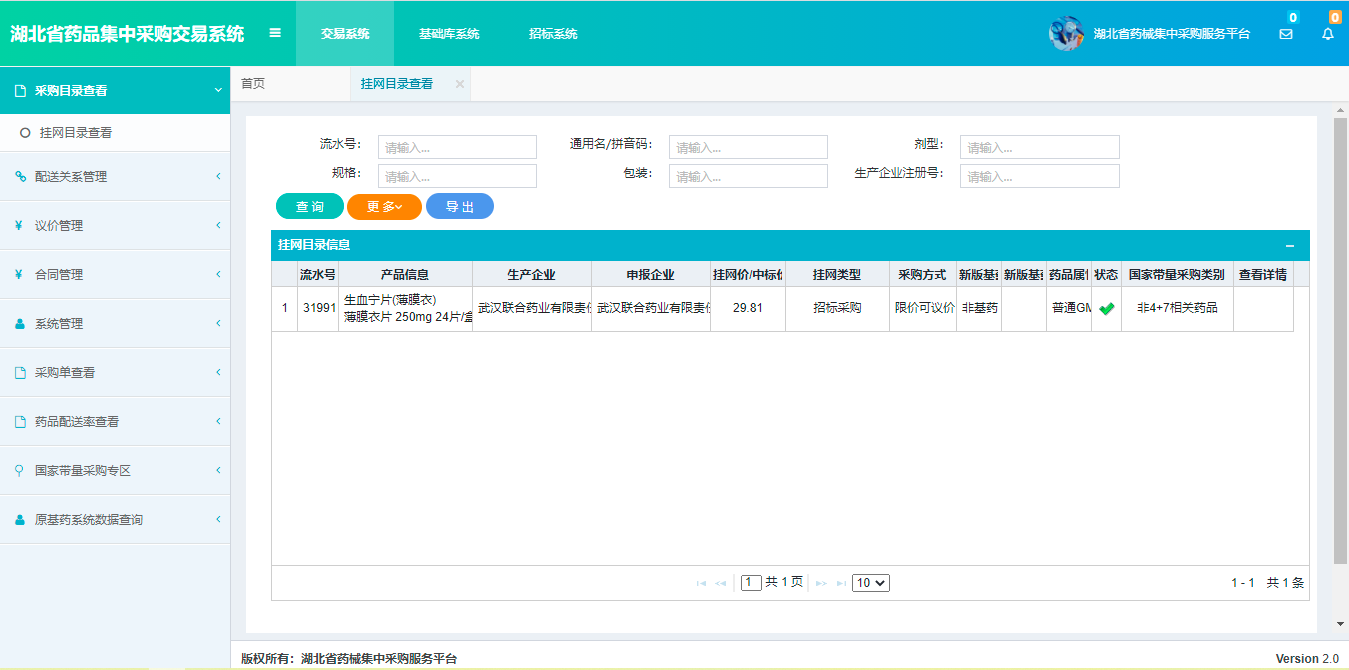 湖北省药品集中采购交易系统
交易系统
基础库系统
招标系统
湖北省药械集中采购服务平台
0
0
采购目录查看
挂网目录查看
配送关系管理
议价管理
合同管理
系统管理
采购单查看
药品配送率查看
国家带量采购专区
原基药系统数据查询
首页
挂网目录查看
流水号： 请输入... 通用名/拼音码： 请输入... 剂型： 请输入...
规格： 请输入... 包装： 请输入... 生产企业注册号： 请输入...
查 询 更 多 导 出
挂网目录信息
流水号 产品信息 生产企业 申报企业 挂网价/中标价 挂网类型 采购方式 新版基 新版基 药品属 状态 国家带量采购类别 查看详情
1 31991 生血宁片(薄膜衣)
薄膜衣片 250mg 24片/盒 武汉联合药业有限责任 武汉联合药业有限责任 29.81 招标采购 限价可议价 非基药 普通GM 非4+7相关药品
1 共 1 页 10
1 - 1 共 1 条
版权所有：湖北省药械集中采购服务平台
Version 2.0